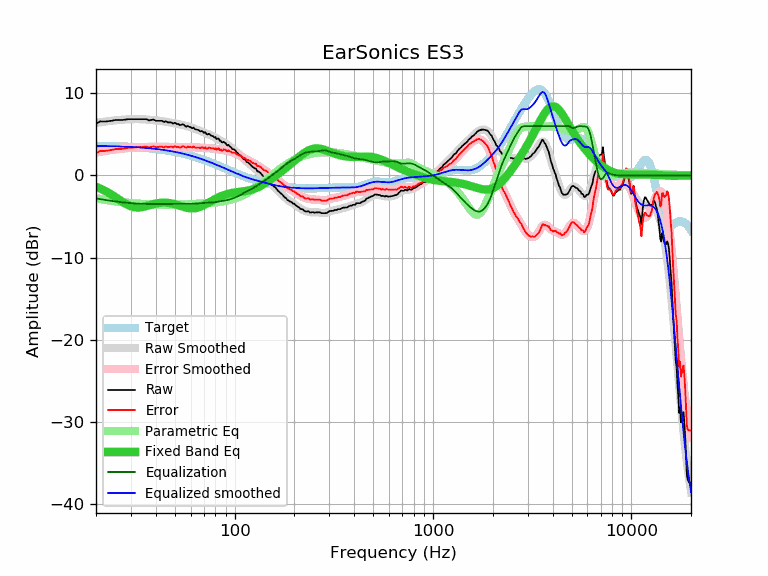 EarSonics ES3
Amplitude (dBr)
10
0
−10
−20
−30
−40
Target
Raw Smoothed
Error Smoothed
Raw
Error
Parametric Eq
Fixed Band Eq
Equalization
Equalized smoothed
100
1000
10000
Frequency (Hz)